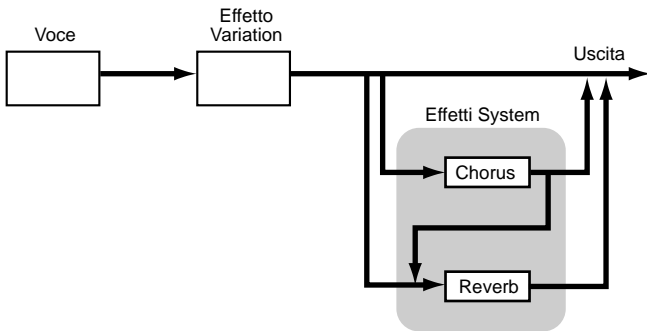 Voce
Effetto
Variation
Uscita
Effetti System
Chorus
Reverb